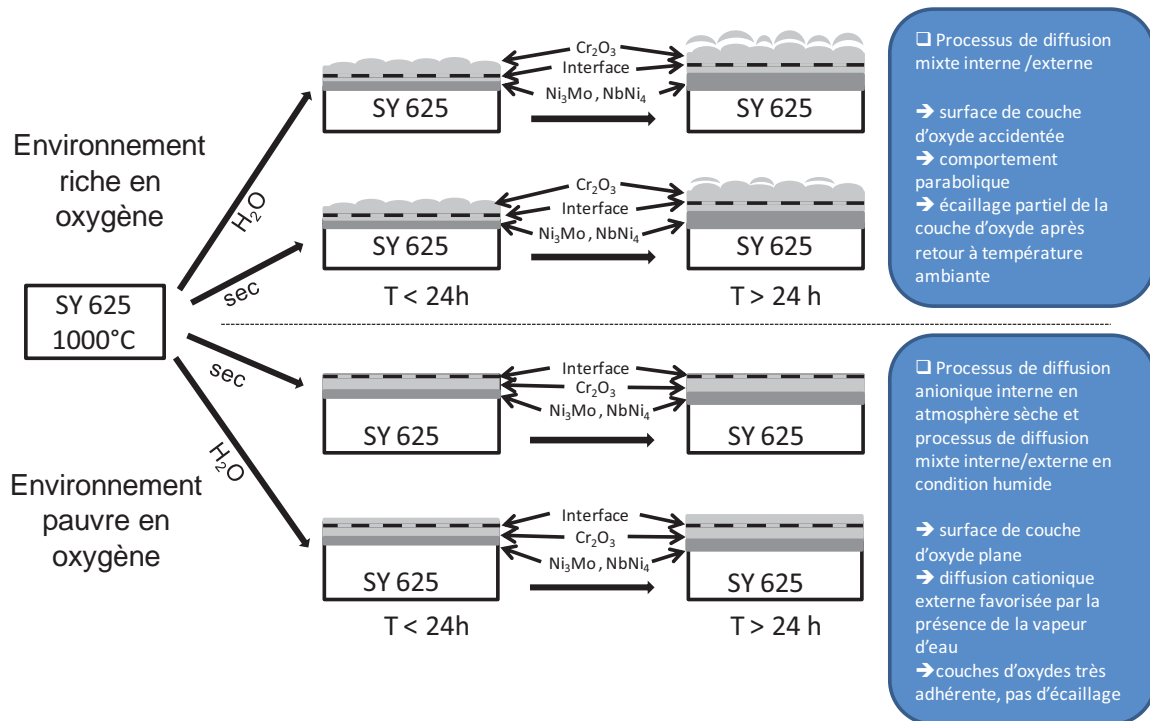 Environnement
riche en
oxygène
H2O
sec
SY 625
1000°C
sec
H2O
Environnement
pauvre en
oxygène
Cr2O3
Interface
Ni3Mo , NbNi4
SY 625
SY 625
Cr2O3
Interface
Ni3Mo , NbNi4
SY 625
SY 625
T < 24h
T > 24 h
Interface
Cr2O3
Ni3Mo , NbNi4
SY 625
SY 625
Interface
Cr2O3
Ni3Mo , NbNi4
SY 625
SY 625
T < 24h
T > 24 h
❑ Processus de diffusion
mixte interne /externe
➔ surface de couche
d'oxyde accidentée
➔ comportement
parabolique
➔ écaillage partiel de la
couche d'oxyde après
retour à température
ambiante
❑ Processus de diffusion
anionique interne en
atmosphère sèche et
processus de diffusion
mixte interne/externe en
condition humide
➔ surface de couche
d'oxyde plane
➔ diffusion cationique
externe favorisée par la
présence de la vapeur
d'eau
➔couches d'oxydes très
adhérente, pas d'écaillage